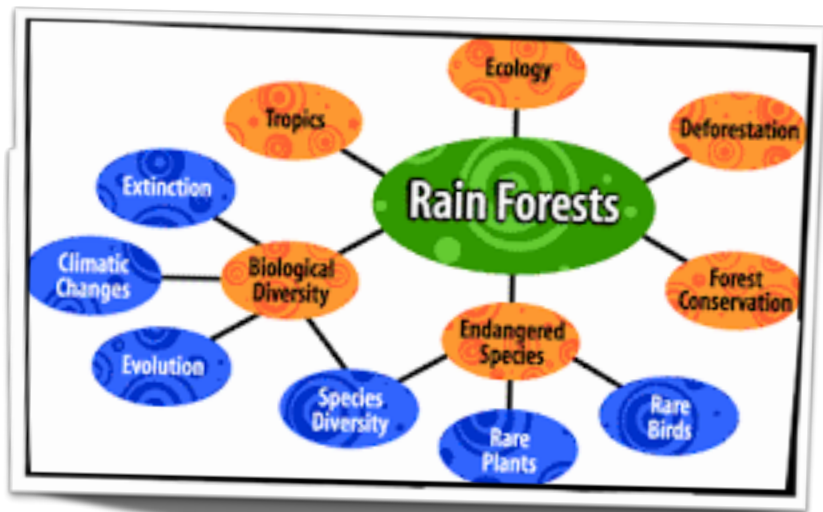 Ecology
Tropics
Deforestation
Extinction
Rain Forests
Climatic
Changes
Biological
Diversity
Forest
Conservation
Evolution
Endangered
Species
Species
Diversity
Rare
Plants
Rare
Birds